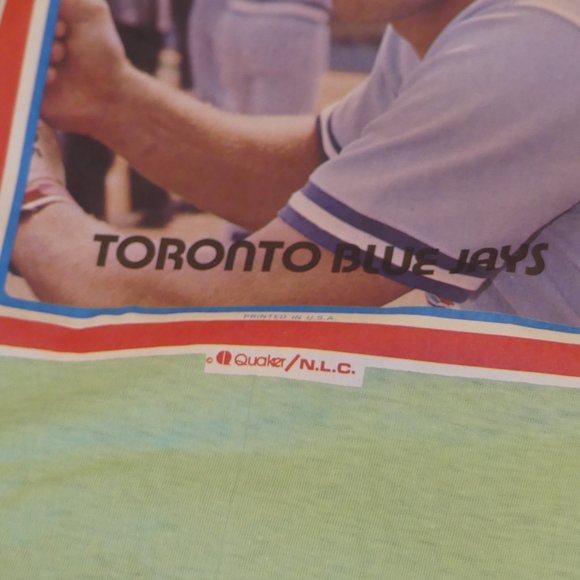 TORONTO BLUE JAYS
PRINTED IN U.S.A.
© Quaker/N.L.C.